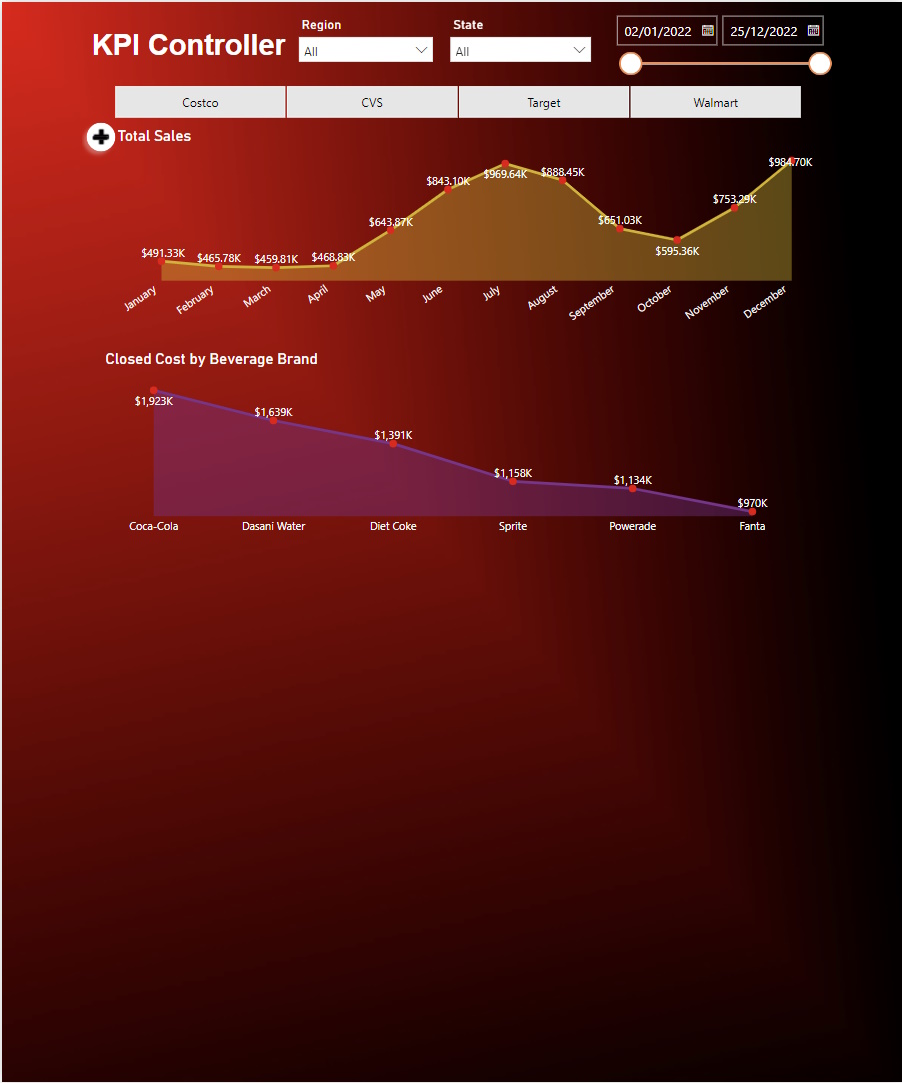 KPI Controller
Region
All
State
All
02/01/2022
25/12/2022
Costco
CVS
Target
Walmart
Total Sales
$491.33K
$465.78K
$459.81K
$468.83K
$643.87K
$843.10K
$969.64K
$888.45K
$651.03K
$595.36K
$753.29K
$984.70K
January
February
March
April
May
June
July
August
September
October
November
December
Closed Cost by Beverage Brand
$1,923K
$1,639K
$1,391K
$1,158K
$1,134K
$970K
Coca-Cola
Dasani Water
Diet Coke
Sprite
Powerade
Fanta